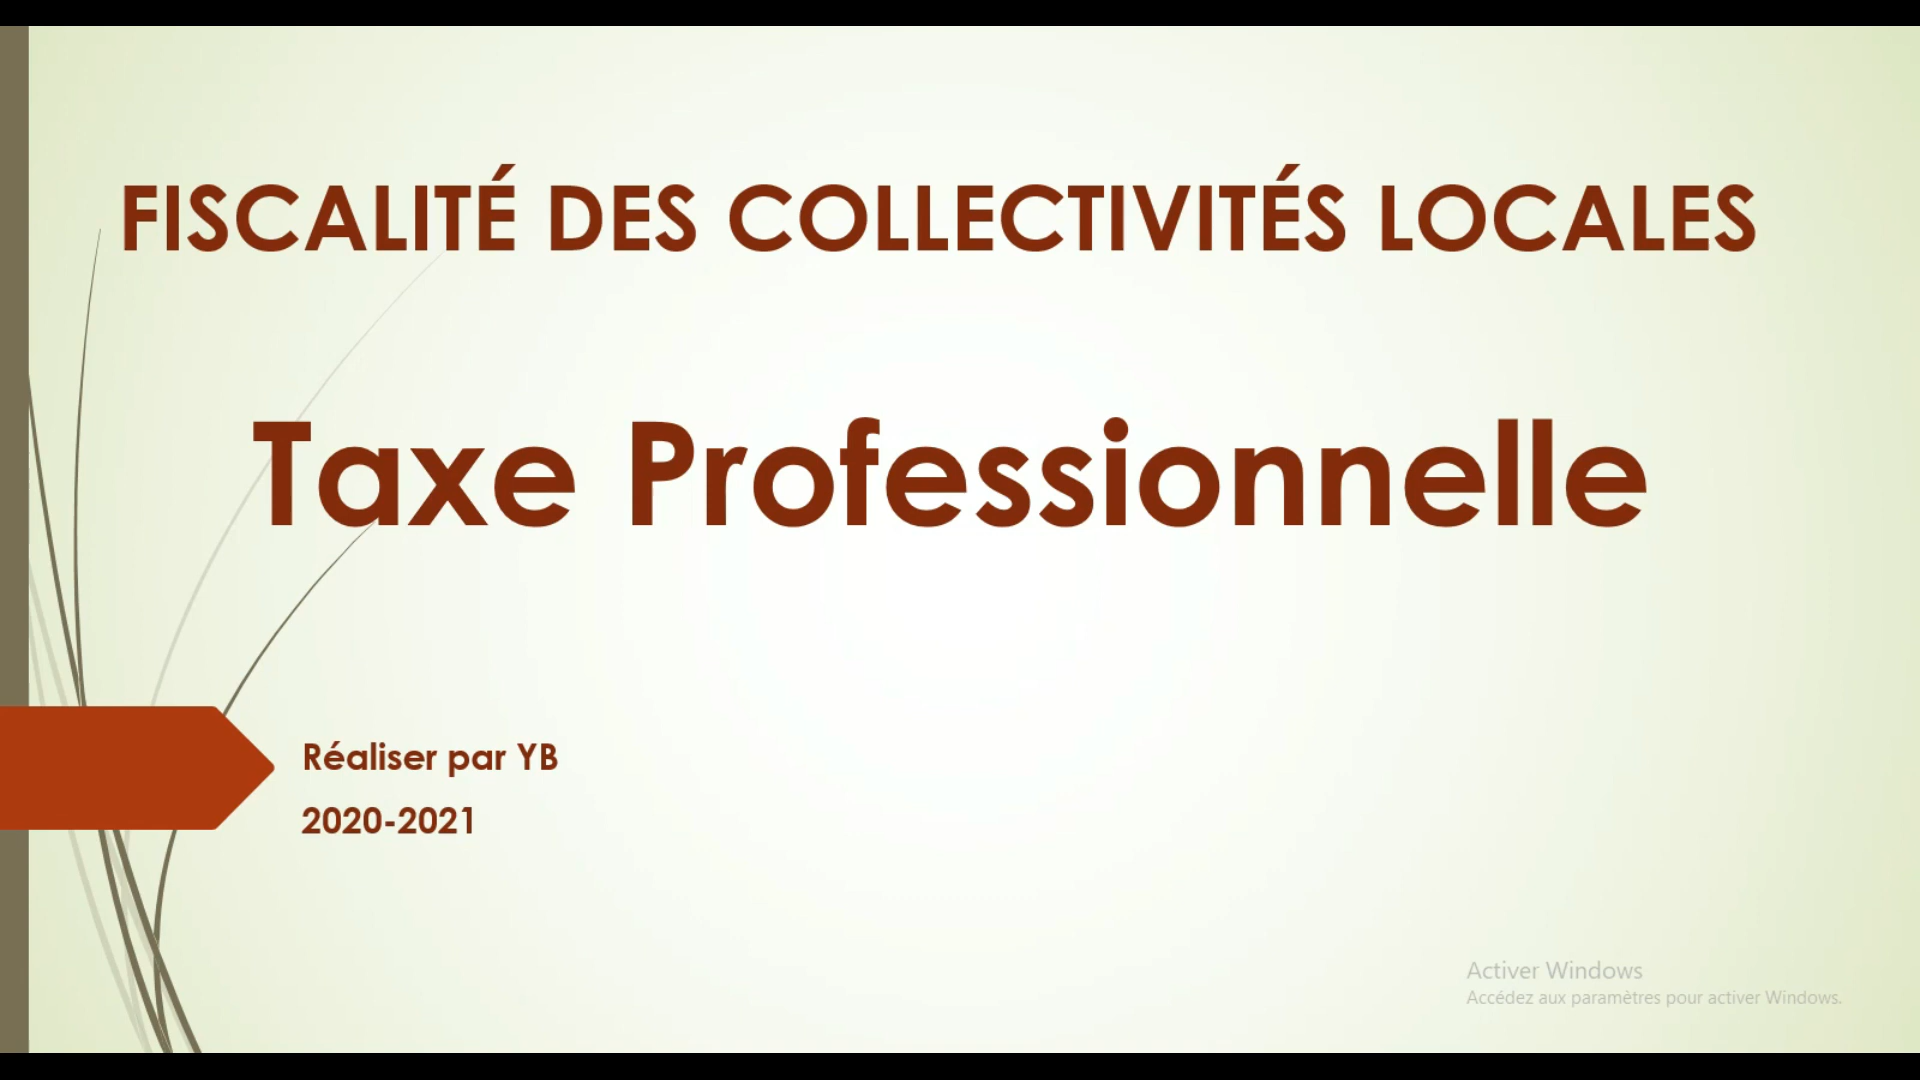 FISCALITÉ DES COLLECTIVITÉS LOCALES
Taxe Professionnelle
Réaliser par YB
2020-2021
Activer Windows
Accédez aux paramètres pour activer Windows.